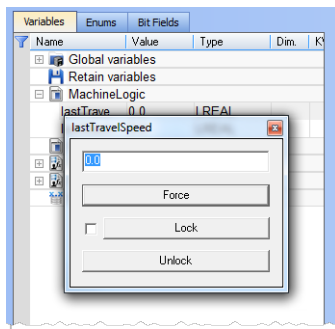 Variables Enums Bit Fields
Name Value Type Dim.
Global variables
Retain variables
MachineLogic
lastTrave 0.0 LREAL
lastTravelSpeed
0.0
Force
Lock
Unlock